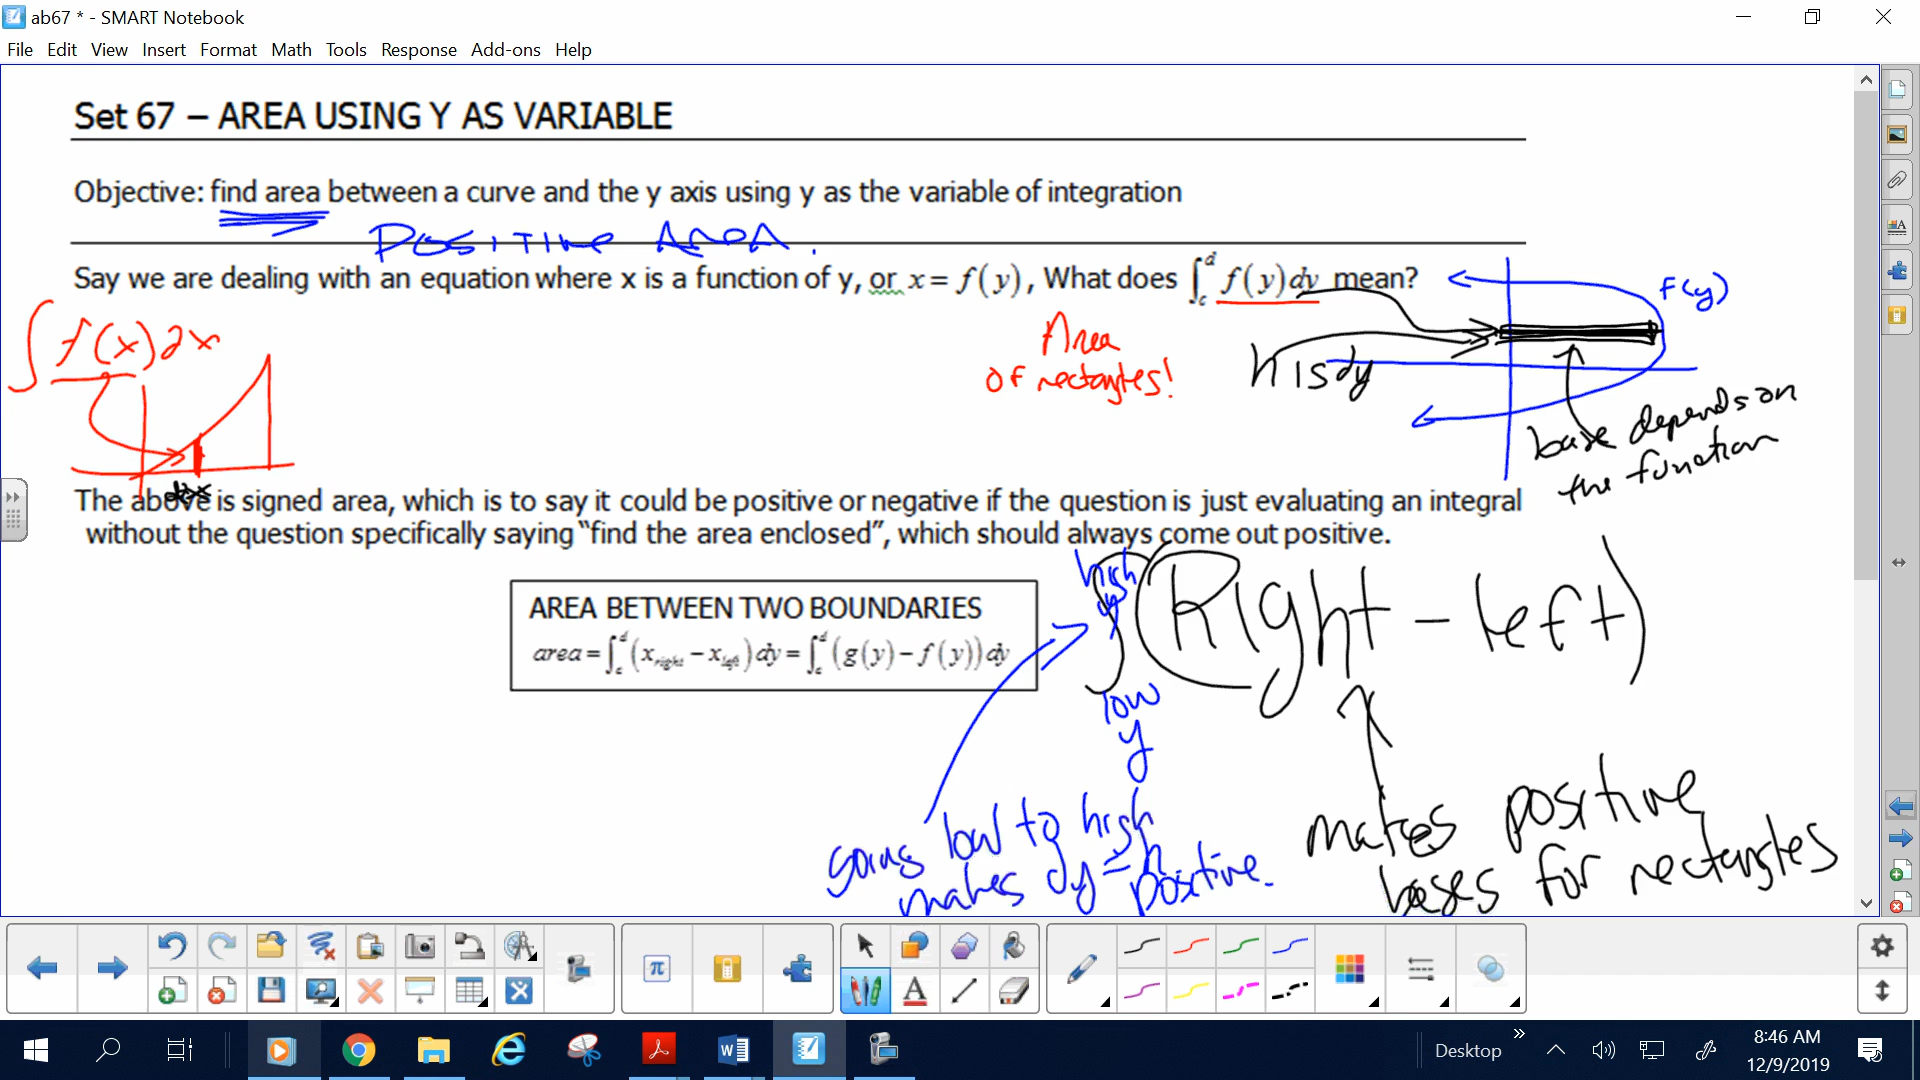 ab67 * - SMART Notebook
File Edit View Insert Format Math Tools Response Add-ons Help
Set 67 – AREA USING Y AS VARIABLE
Objective: find area between a curve and the y axis using y as the variable of integration
POSITIVE AREA.
Say we are dealing with an equation where x is a function of y, or x = f(y), What does ∫_c^d f(y)dy mean?
f(y)
∫f(x)dx
Area
of rectangles!
h is dy
base depends on
the function
dx
The above is signed area, which is to say it could be positive or negative if the question is just evaluating an integral
without the question specifically saying “find the area enclosed”, which should always come out positive.
high
y
∫(Right – left)
low
y
AREA BETWEEN TWO BOUNDARIES
area = ∫_c^d (x_right – x_left) dy = ∫_c^d (g(y) – f(y)) dy
going low to high
makes dy = h
positive.
makes positive
bases for rectangles
π
A
Desktop
8:46 AM
12/9/2019